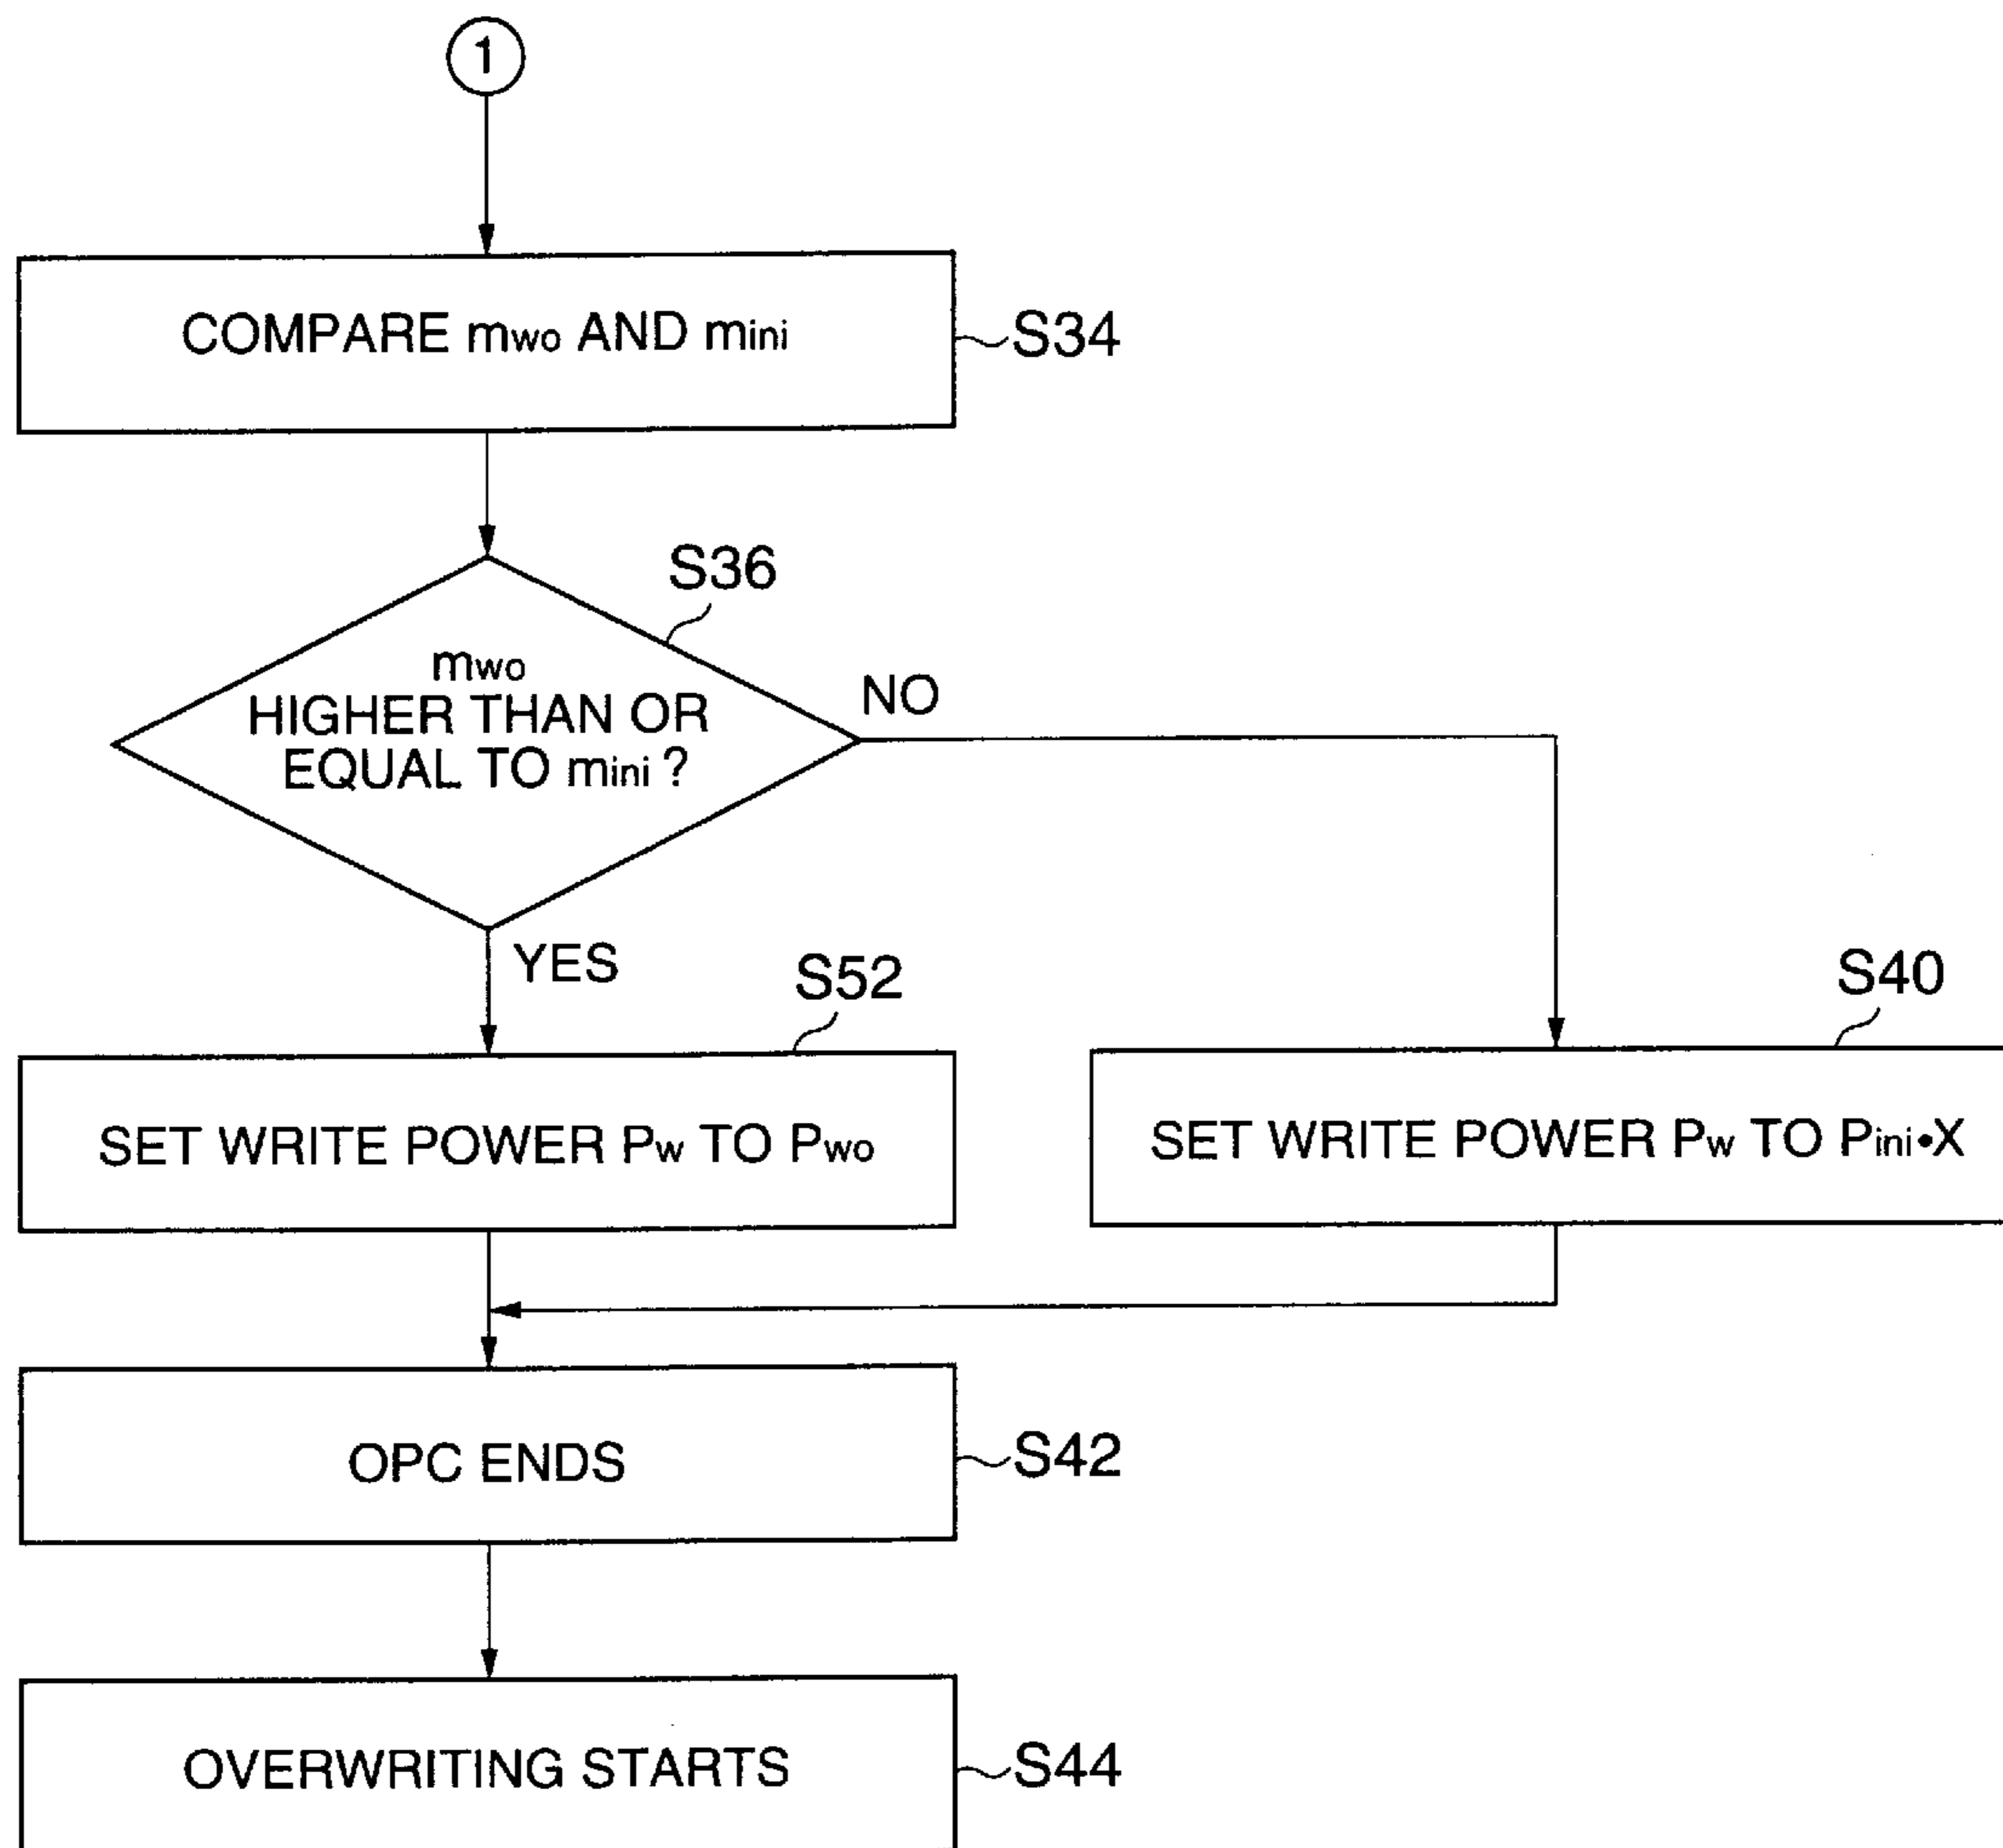 1
COMPARE mwo AND mini
S34
S36
mwo
HIGHER THAN OR
EQUAL TO mini ?
NO
YES
S52
S40
SET WRITE POWER Pw TO Pwo
SET WRITE POWER Pw TO Pini•X
OPC ENDS
S42
OVERWRITING STARTS
S44